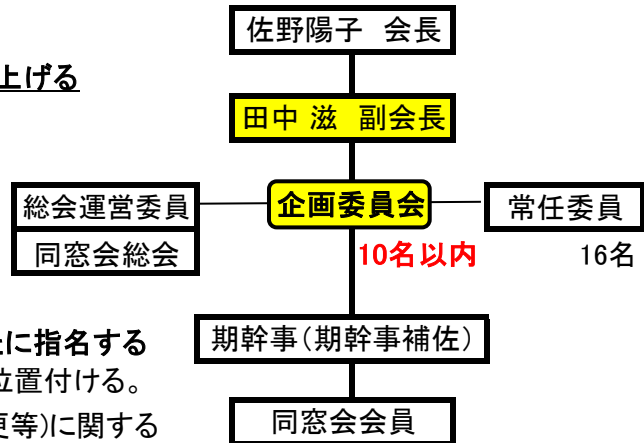 佐野陽子 会長
上げる
田中 滋 副会長
総会運営委員
企画委員会
常任委員
同窓会総会
10名以内
16名
に指名する
期幹事(期幹事補佐)
位置付ける。
更等)に関する
同窓会会員